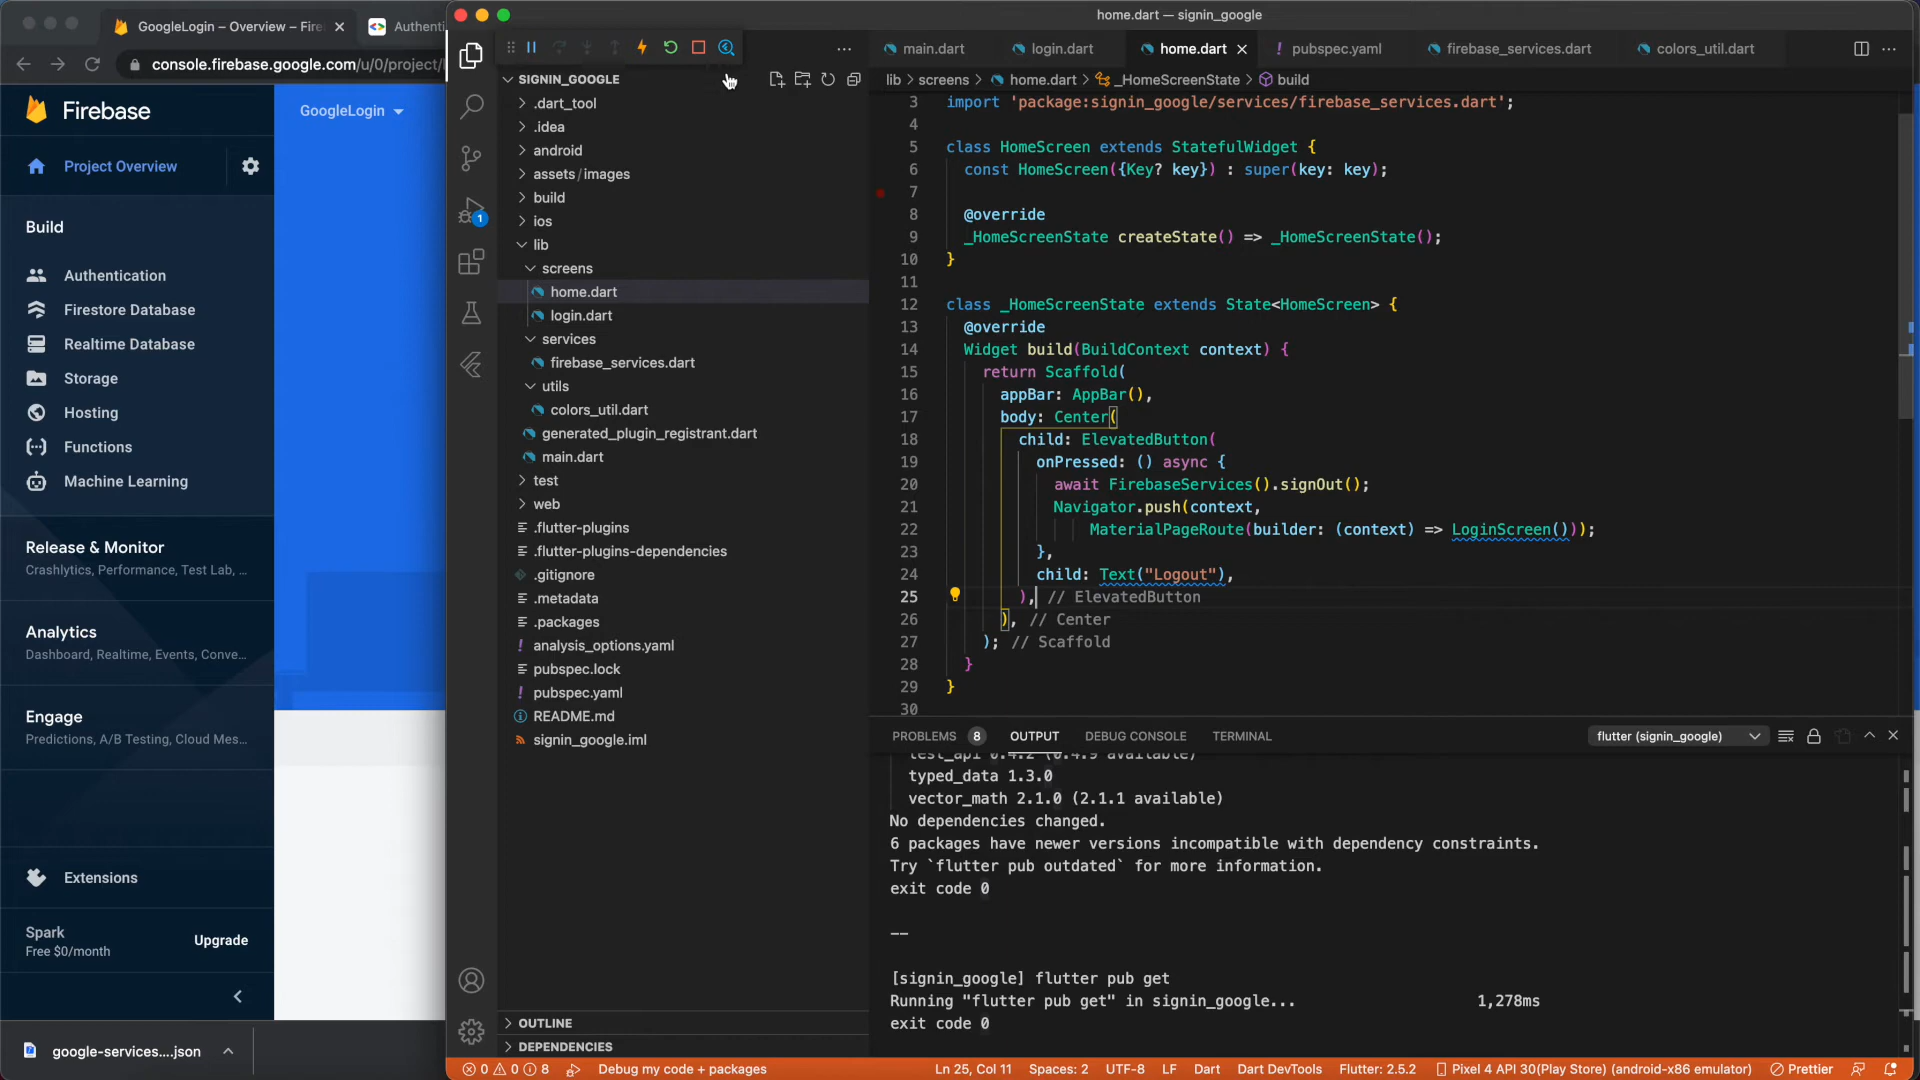 GoogleLogin – Overview – Fire
Authenti
console.firebase.google.com/u/0/project/
Firebase
GoogleLogin
Project Overview
Build
Authentication
Firestore Database
Realtime Database
Storage
Hosting
Functions
Machine Learning
Release & Monitor
Crashlytics, Performance, Test Lab, ...
Analytics
Dashboard, Realtime, Events, Conve...
Engage
Predictions, A/B Testing, Cloud Mes...
Extensions
Spark
Free $0/month
Upgrade
google-services....json
home.dart — signin_google
1
SIGNIN_GOOGLE
.dart_tool
.idea
android
assets/images
build
ios
lib
screens
home.dart
login.dart
services
firebase_services.dart
utils
colors_util.dart
generated_plugin_registrant.dart
main.dart
test
web
.flutter-plugins
.flutter-plugins-dependencies
.gitignore
.metadata
.packages
analysis_options.yaml
pubspec.lock
pubspec.yaml
README.md
signin_google.iml
OUTLINE
DEPENDENCIES
main.dart
login.dart
home.dart
pubspec.yaml
firebase_services.dart
colors_util.dart
lib > screens > home.dart > _HomeScreenState > build
3 import 'package:signin_google/services/firebase_services.dart';
4
5 class HomeScreen extends StatefulWidget {
6 const HomeScreen({Key? key}) : super(key: key);
7
8 @override
9 _HomeScreenState createState() => _HomeScreenState();
10 }
11
12 class _HomeScreenState extends State<HomeScreen> {
13 @override
14 Widget build(BuildContext context) {
15 return Scaffold(
16 appBar: AppBar(),
17 body: Center(
18 child: ElevatedButton(
19 onPressed: () async {
20 await FirebaseServices().signOut();
21 Navigator.push(context,
22 MaterialPageRoute(builder: (context) => LoginScreen()));
23 },
24 child: Text("Logout"),
25 ), // ElevatedButton
26 ), // Center
27 ); // Scaffold
28 }
29 }
30
PROBLEMS 8 OUTPUT DEBUG CONSOLE TERMINAL
flutter (signin_google)
test_api 0.4.2 (0.4.9 available)
typed_data 1.3.0
vector_math 2.1.0 (2.1.1 available)
No dependencies changed.
6 packages have newer versions incompatible with dependency constraints.
Try `flutter pub outdated` for more information.
exit code 0
--
[signin_google] flutter pub get
Running "flutter pub get" in signin_google... 1,278ms
exit code 0
0 0 8 Debug my code + packages Ln 25, Col 11 Spaces: 2 UTF-8 LF Dart Dart DevTools Flutter: 2.5.2 Pixel 4 API 30(Play Store) (android-x86 emulator) Prettier